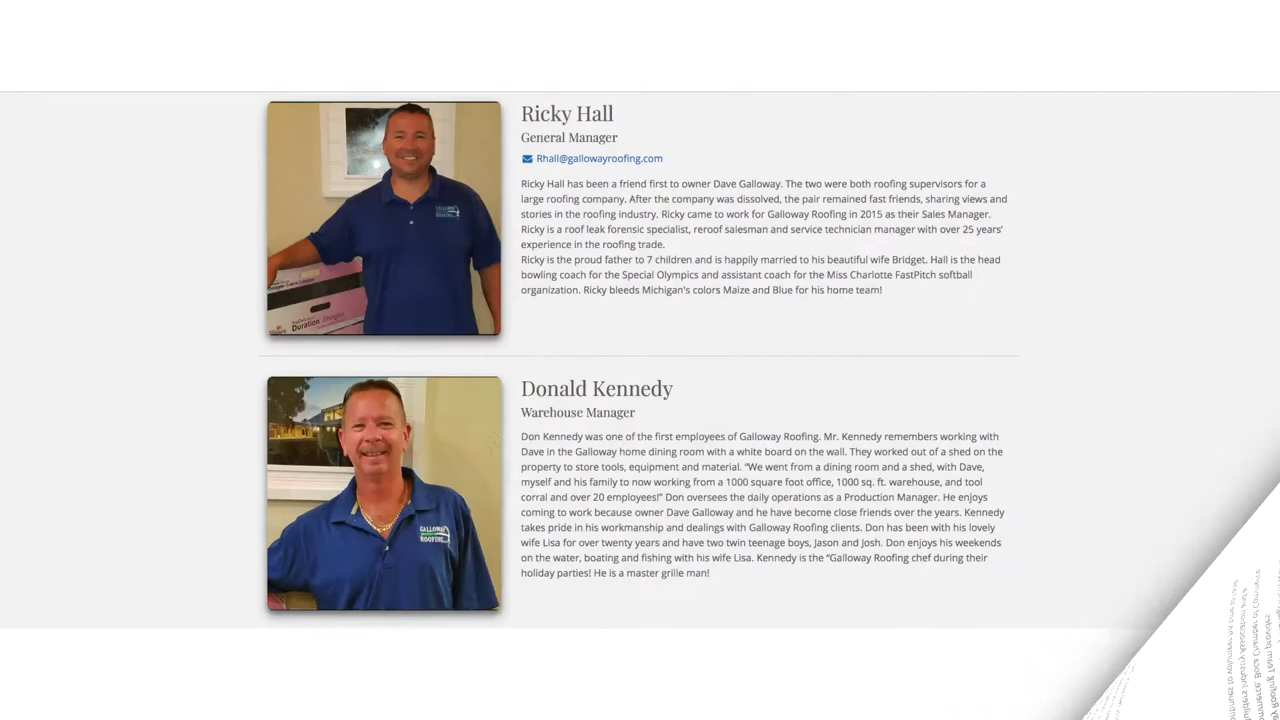 Ricky Hall
General Manager
Rhall@gallowayroofing.com
Ricky Hall has been a friend first to owner Dave Galloway. The two were both roofing supervisors for a
large roofing company. After the company was dissolved, the pair remained fast friends, sharing views and
stories in the roofing industry. Ricky came to work for Galloway Roofing in 2015 as their Sales Manager.
Ricky is a roof leak forensic specialist, reroof salesman and service technician manager with over 25 years'
experience in the roofing trade.
Ricky is the proud father to 7 children and is happily married to his beautiful wife Bridget. Hall is the head
bowling coach for the Special Olympics and assistant coach for the Miss Charlotte FastPitch softball
organization. Ricky bleeds Michigan's colors Maize and Blue for his home team!
GALLOWAY
ROOFING
Duration
Shingles
Donald Kennedy
Warehouse Manager
Don Kennedy was one of the first employees of Galloway Roofing. Mr. Kennedy remembers working with
Dave in the Galloway home dining room with a white board on the wall. They worked out of a shed on the
property to store tools, equipment and material. "We went from a dining room and a shed, with Dave,
myself and his family to now working from a 1000 square foot office, 1000 sq. ft. warehouse, and tool
corral and over 20 employees!" Don oversees the daily operations as a Production Manager. He enjoys
coming to work because owner Dave Galloway and he have become close friends over the years. Kennedy
takes pride in his workmanship and dealings with Galloway Roofing clients. Don has been with his lovely
wife Lisa for over twenty years and have two twin teenage boys, Jason and Josh. Don enjoys his weekends
on the water, boating and fishing with his wife Lisa. Kennedy is the "Galloway Roofing chef during their
holiday parties! He is a master grille man!
GALLOWAY
ROOFING